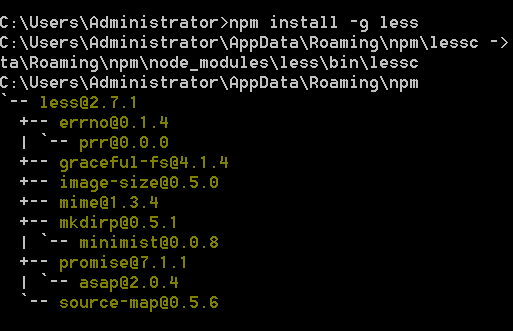 C:\Users\Administrator>npm install -g less
C:\Users\Administrator\AppData\Roaming\npm\lessc ->
ta\Roaming\npm\node_modules\less\bin\lessc
C:\Users\Administrator\AppData\Roaming\npm
`-- less@2.7.1
  +-- errno@0.1.4
  | `-- prr@0.0.0
  +-- graceful-fs@4.1.4
  +-- image-size@0.5.0
  +-- mime@1.3.4
  +-- mkdirp@0.5.1
  | `-- minimist@0.0.8
  +-- promise@7.1.1
  | `-- asap@2.0.4
  `-- source-map@0.5.6